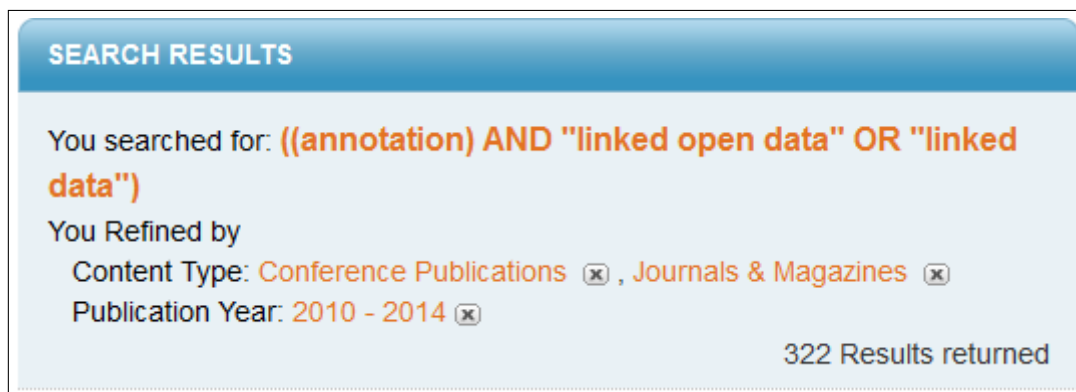 SEARCH RESULTS
You searched for: ((annotation) AND "linked open data" OR "linked
data")
You Refined by
Content Type: Conference Publications , Journals & Magazines
Publication Year: 2010 - 2014
322 Results returned